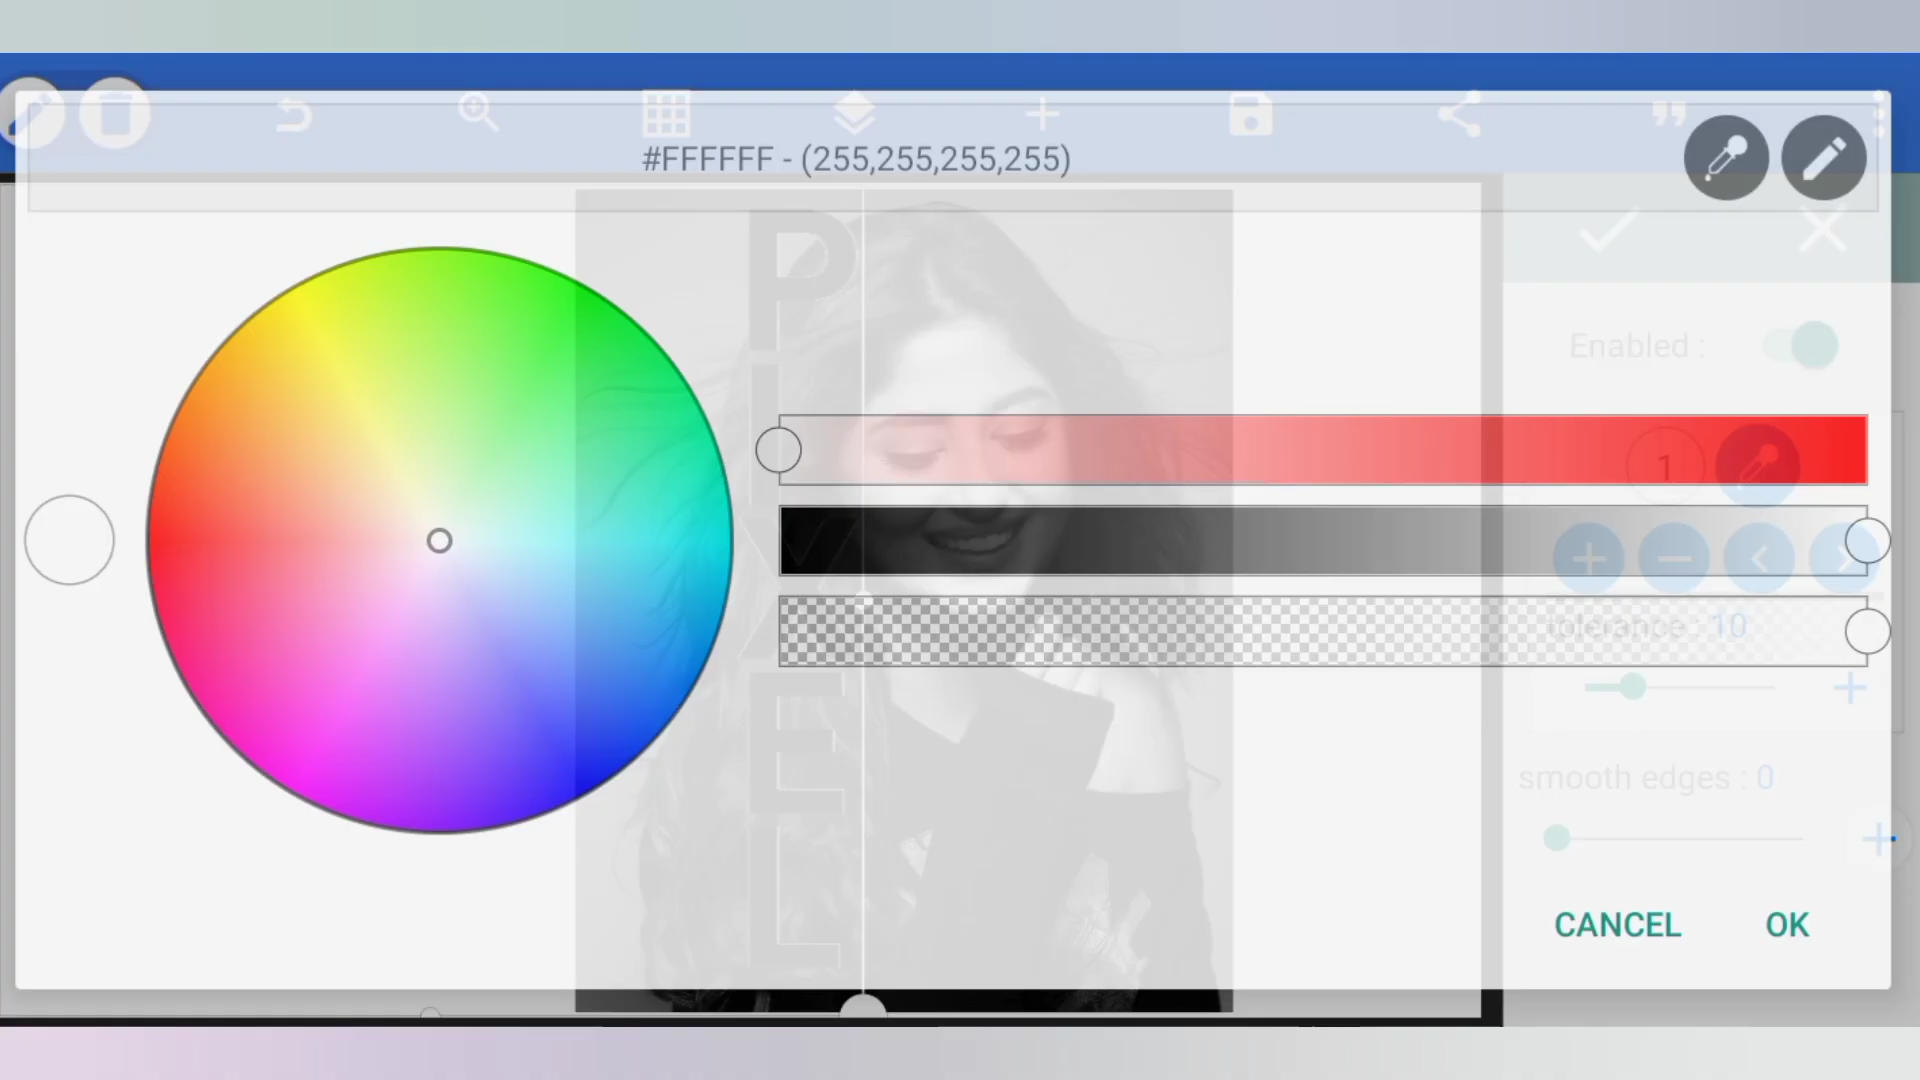 #FFFFFF - (255,255,255,255)
P
I
X
E
L
Enabled :
1
tolerance : 10
smooth edges : 0
CANCEL
OK